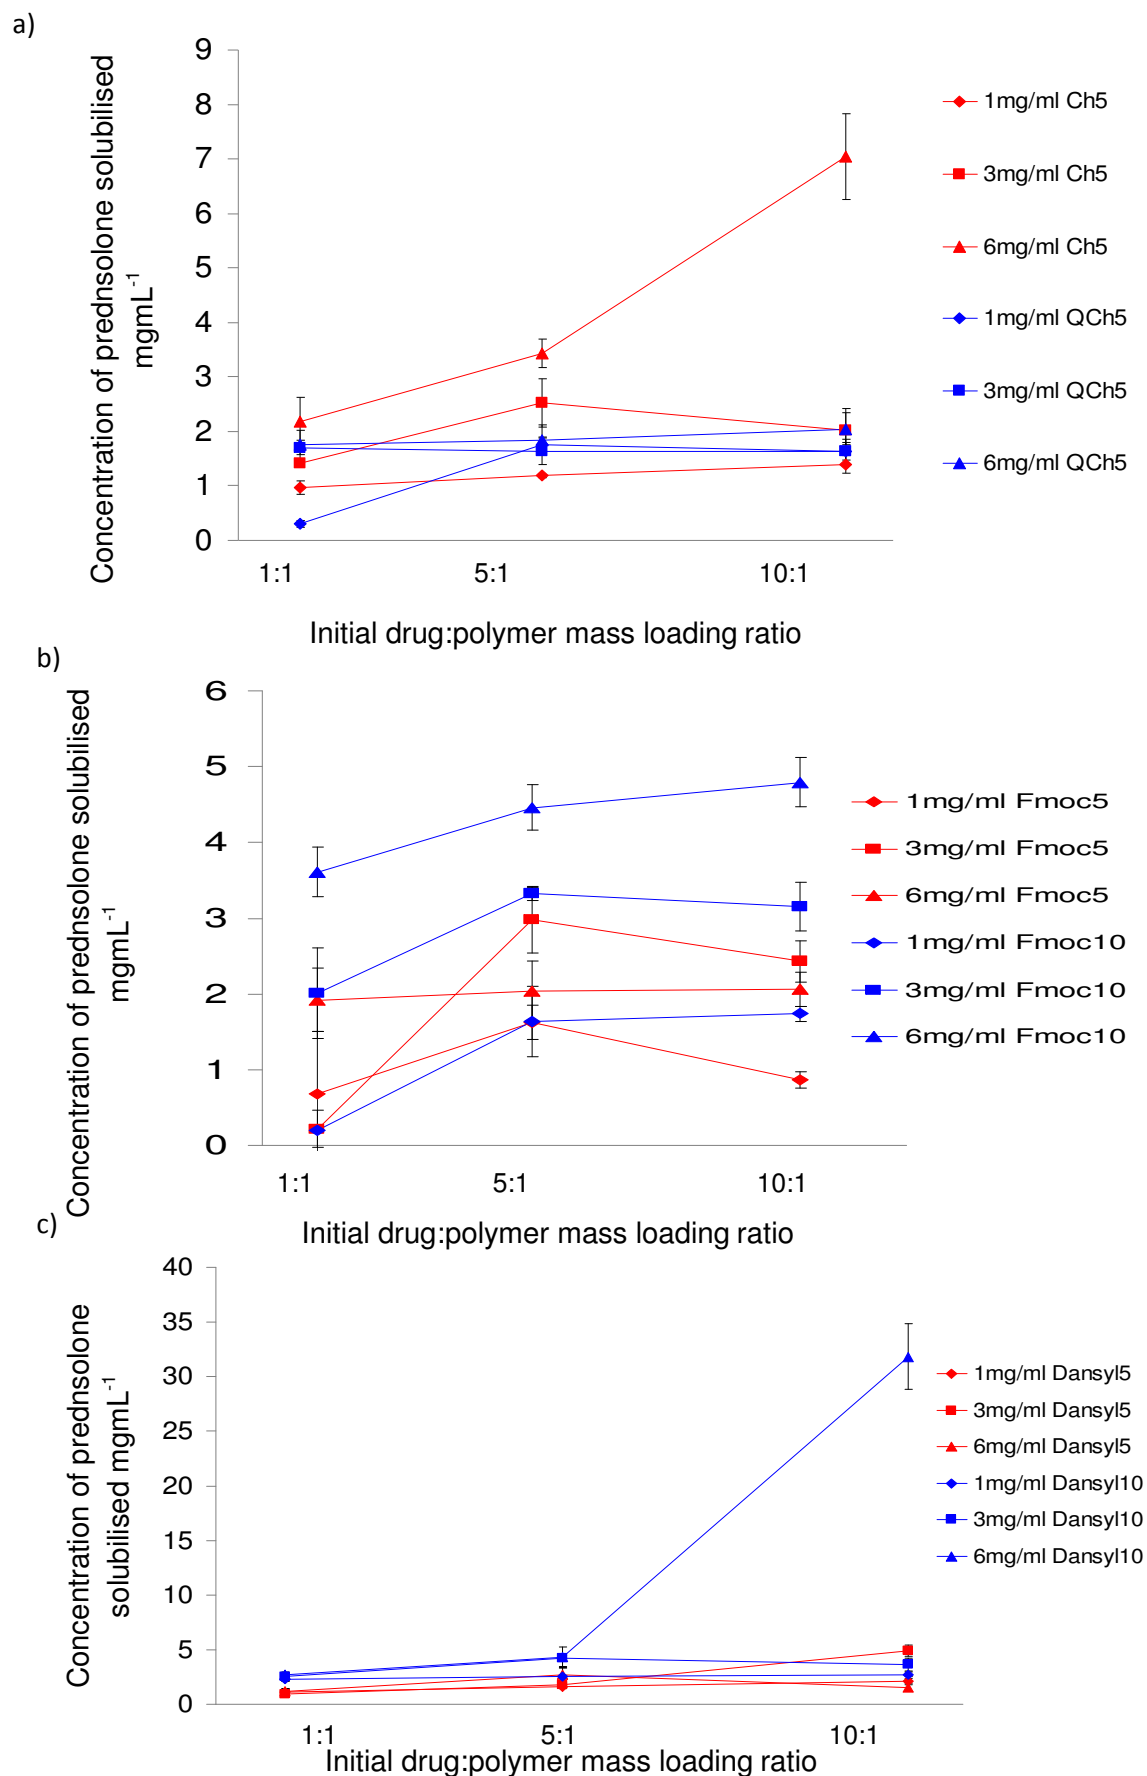 a)
Concentration of prednsolone solubilised
mgmL⁻¹
9
8
7
6
5
4
3
2
1
0
1:1 5:1 10:1
Initial drug:polymer mass loading ratio
1mg/ml Ch5
3mg/ml Ch5
6mg/ml Ch5
1mg/ml QCh5
3mg/ml QCh5
6mg/ml QCh5
b)
Concentration of prednsolone solubilised
mgmL⁻¹
6
5
4
3
2
1
0
1:1 5:1 10:1
Initial drug:polymer mass loading ratio
1mg/ml Fmoc5
3mg/ml Fmoc5
6mg/ml Fmoc5
1mg/ml Fmoc10
3mg/ml Fmoc10
6mg/ml Fmoc10
c)
Concentration of prednsolone
solubilised mgmL⁻¹
40
35
30
25
20
15
10
5
0
1:1 5:1 10:1
Initial drug:polymer mass loading ratio
1mg/ml Dansyl5
3mg/ml Dansyl5
6mg/ml Dansyl5
1mg/ml Dansyl10
3mg/ml Dansyl10
6mg/ml Dansyl10